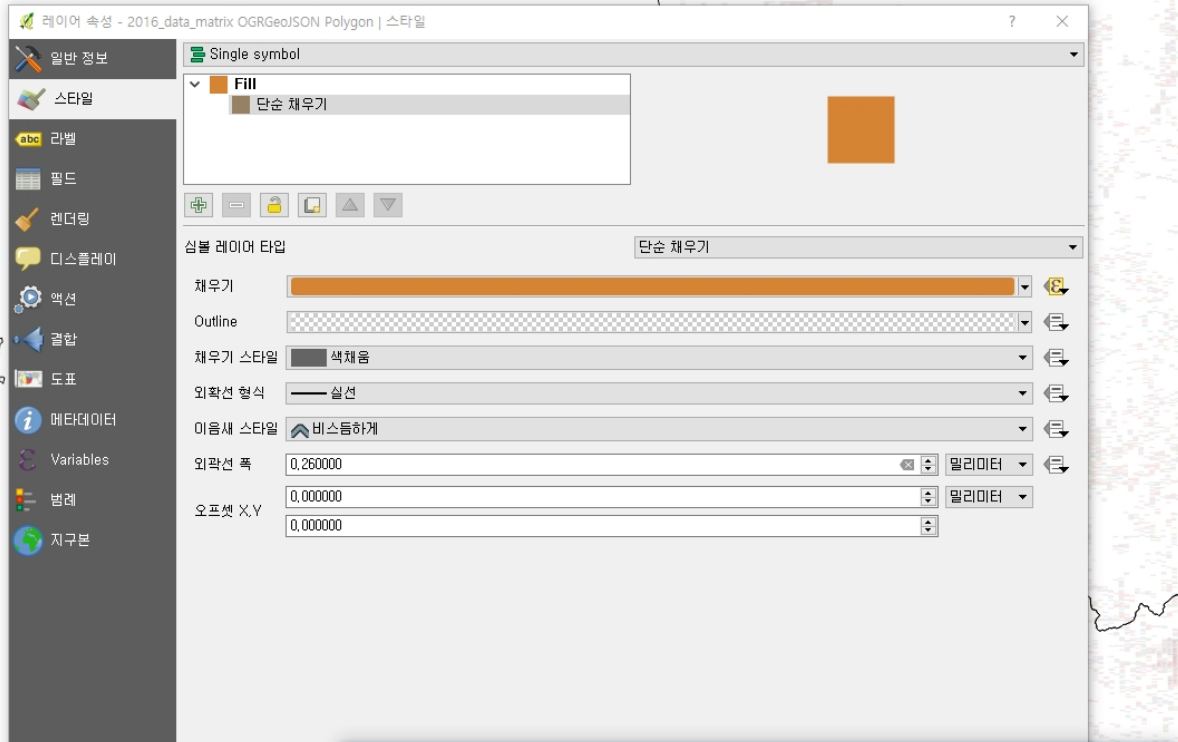 레이어 속성 - 2016_data_matrix OGRGeoJSON Polygon | 스타일
?
일반 정보
스타일
abc 라벨
필드
렌더링
디스플레이
액션
결합
도표
메타데이터
Variables
범례
지구본
Single symbol
Fill
단순 채우기
심볼 레이어 타입 단순 채우기
채우기
Outline
채우기 스타일 색채움
외확선 형식 실선
이음새 스타일 비스듬하게
외곽선 폭 0,260000 밀리미터
오프셋 X,Y 0,000000 밀리미터
0,000000